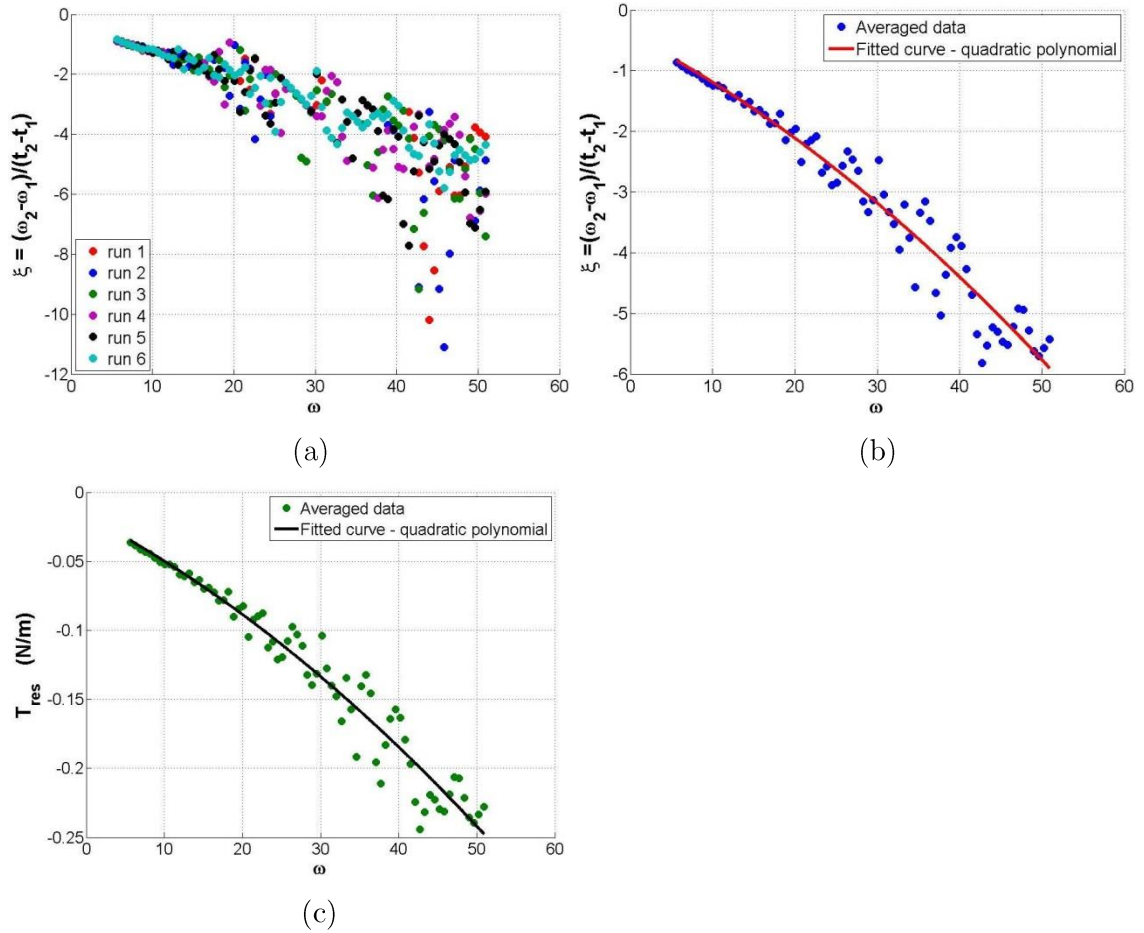 0
-2
-4
-6
-8
-10
-12
0 10 20 30 40 50 60
ξ = (ω2-ω1)/(t2-t1)
ω
run 1
run 2
run 3
run 4
run 5
run 6
(a)
0
-1
-2
-3
-4
-5
-6
0 10 20 30 40 50 60
ξ =(ω2-ω1)/(t2-t1)
ω
Averaged data
Fitted curve - quadratic polynomial
(b)
0
-0.05
-0.1
-0.15
-0.2
-0.25
0 10 20 30 40 50 60
Tres (N/m)
ω
Averaged data
Fitted curve - quadratic polynomial
(c)